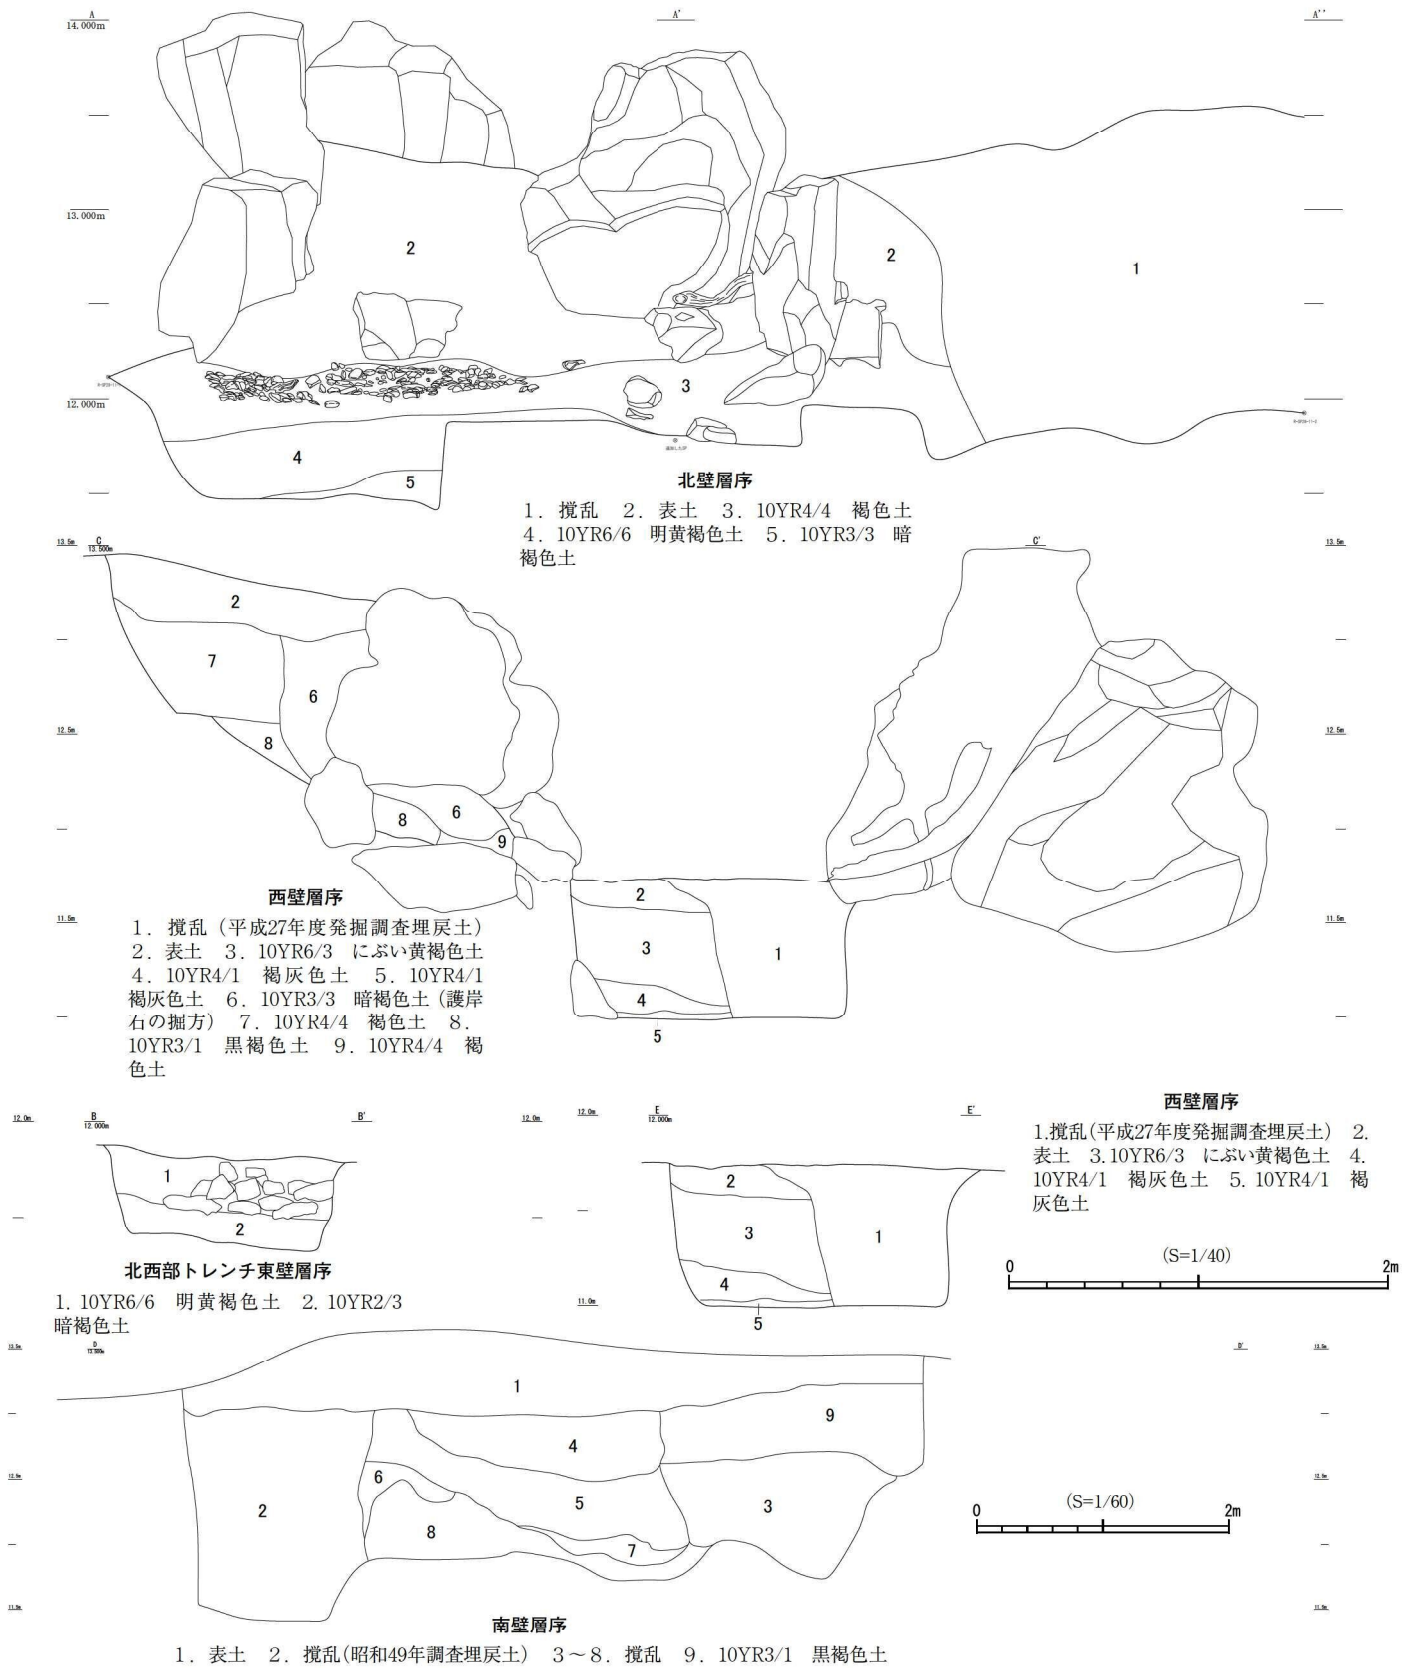 A
A'
A''
14.000m
13.000m
2
2
1
3
12.000m
4
5
北壁層序
1. 撹乱 2. 表土 3. 10YR4/4 褐色土
4. 10YR6/6 明黄褐色土 5. 10YR3/3 暗
褐色土
13.5m
C
13.500m
C'
13.5m
2
7
6
8
12.5m
12.5m
6
8
9
2
3
1
4
5
11.5m
11.5m
西壁層序
1. 撹乱 (平成27年度発掘調査埋戻土)
2. 表土 3. 10YR6/3 にぶい黄褐色土
4. 10YR4/1 褐灰色土 5. 10YR4/1
褐灰色土 6. 10YR3/3 暗褐色土 (護岸
石の掘方) 7. 10YR4/4 褐色土 8.
10YR3/1 黒褐色土 9. 10YR4/4 褐
色土
12.0m
B
12.000m
B'
12.0m
1
2
北西部トレンチ東壁層序
1. 10YR6/6 明黄褐色土 2. 10YR2/3
暗褐色土
12.0m
E
12.000m
E'
2
3
1
4
11.0m
5
西壁層序
1.撹乱(平成27年度発掘調査埋戻土) 2.
表土 3.10YR6/3 にぶい黄褐色土 4.
10YR4/1 褐灰色土 5. 10YR4/1 褐
灰色土
(S=1/40)
0
2m
13.5m
D
13.500m
D'
13.5m
1
9
4
6
5
3
2
8
7
12.5m
12.5m
11.5m
11.5m
(S=1/60)
0
2m
南壁層序
1. 表土 2. 撹乱(昭和49年調査埋戻土) 3～8. 撹乱 9. 10YR3/1 黒褐色土